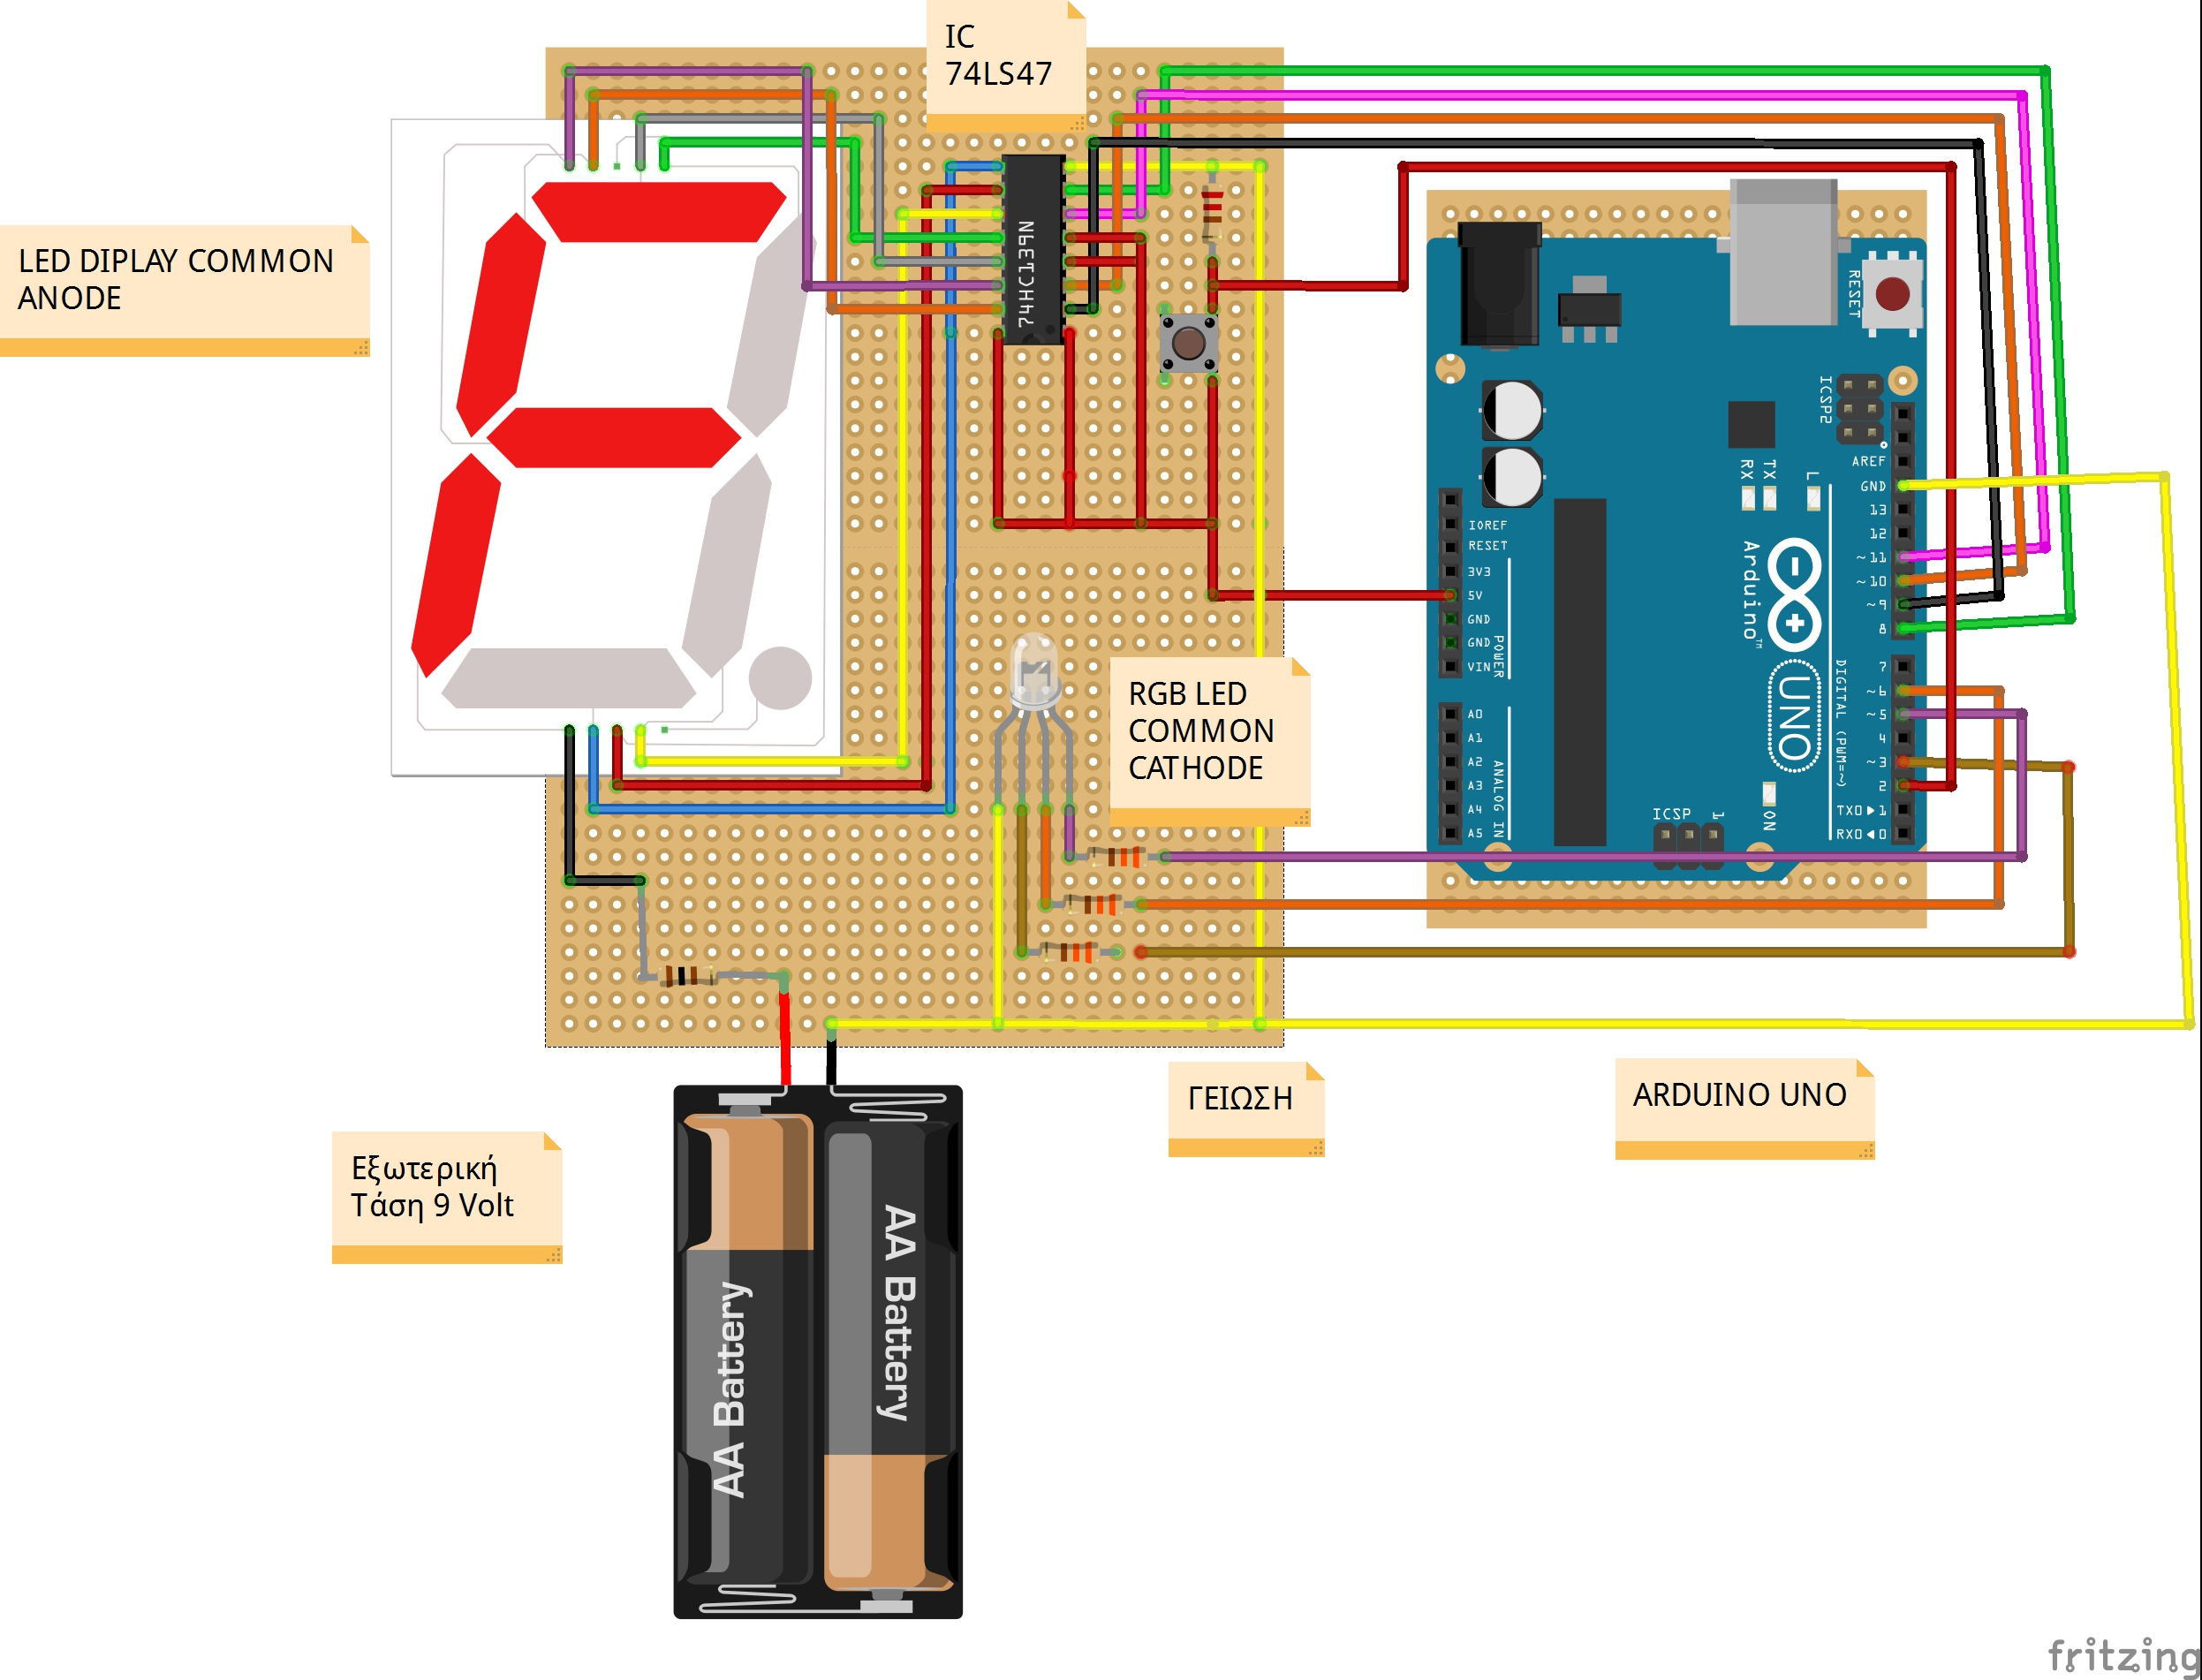 IC
74LS47
LED DIPLAY COMMON
ANODE
RESET
ICSP2
AREF
GND
13
12
~11
~10
~9
8
7
~6
~5
4
~3
2
TX0▶1
RX0◀0
RX
TX
L
IOREF
RESET
3V3
5V
GND
GND
VIN
POWER
A0
A1
A2
A3
A4
A5
ANALOG IN
Arduino™
UNO
DIGITAL (PWM=~)
ICSP
1
ON
RGB LED
COMMON
CATHODE
ΓΕΙΩΣΗ
ARDUINO UNO
Εξωτερική
Τάση 9 Volt
AA Battery
AA Battery
fritzing